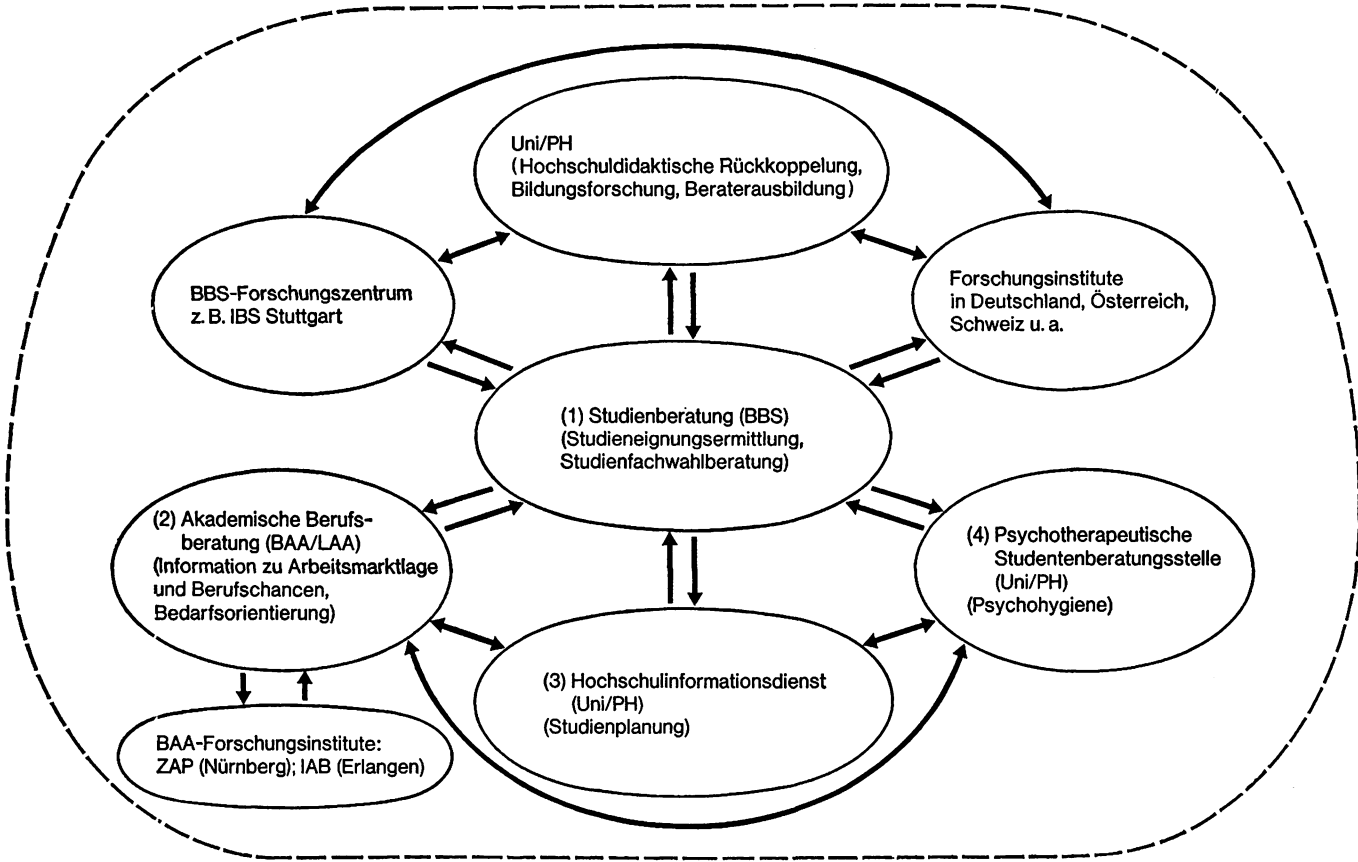 Uni/PH
(Hochschuldidaktische Rückkoppelung,
Bildungsforschung, Beraterausbildung)
BBS-Forschungszentrum
z. B. IBS Stuttgart
Forschungsinstitute
in Deutschland, Österreich,
Schweiz u. a.
(1) Studienberatung (BBS)
(Studieneignungsermittlung,
Studienfachwahlberatung)
(2) Akademische Berufs-
beratung (BAA/LAA)
(Information zu Arbeitsmarktlage
und Berufschancen,
Bedarfsorientierung)
(4) Psychotherapeutische
Studentenberatungsstelle
(Uni/PH)
(Psychohygiene)
(3) Hochschulinformationsdienst
(Uni/PH)
(Studienplanung)
BAA-Forschungsinstitute:
ZAP (Nürnberg); IAB (Erlangen)